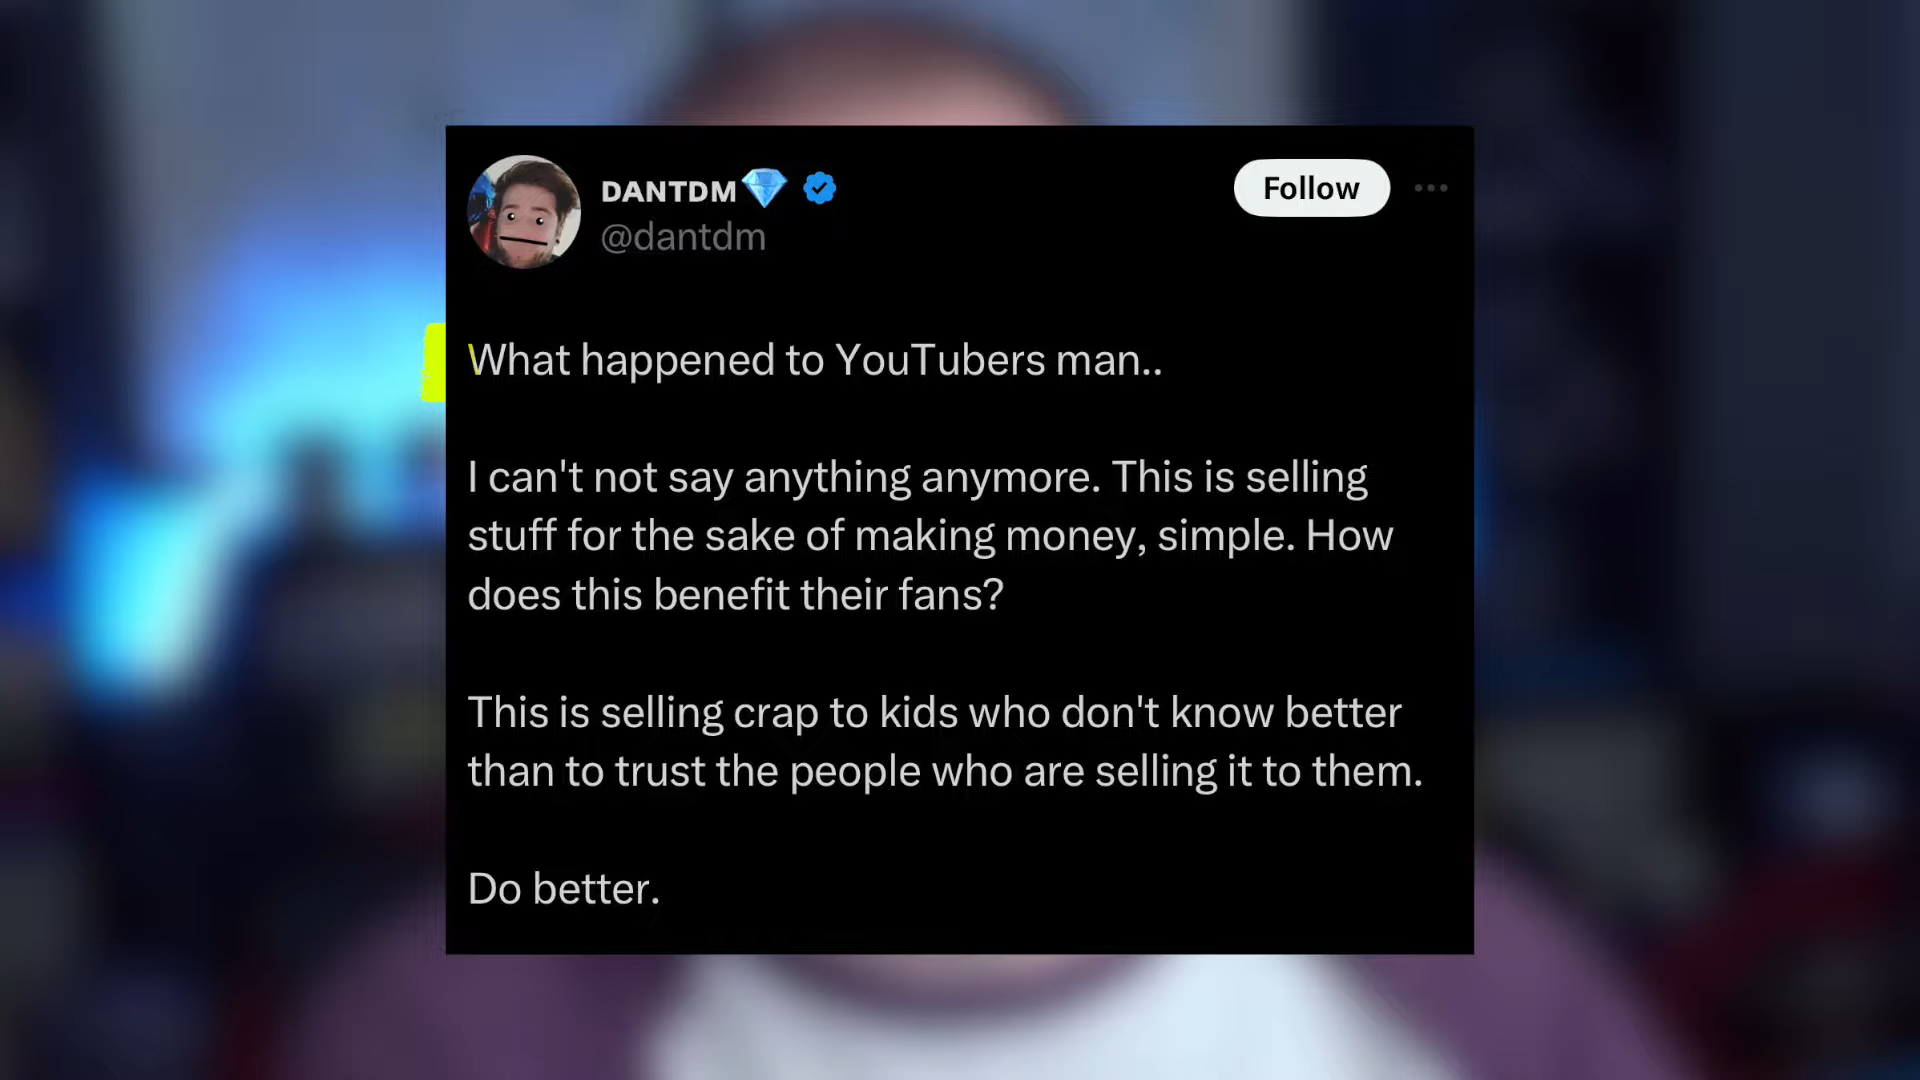 DANTDM💎
Follow
@dantdm
What happened to YouTubers man..
I can't not say anything anymore. This is selling
stuff for the sake of making money, simple. How
does this benefit their fans?
This is selling crap to kids who don't know better
than to trust the people who are selling it to them.
Do better.